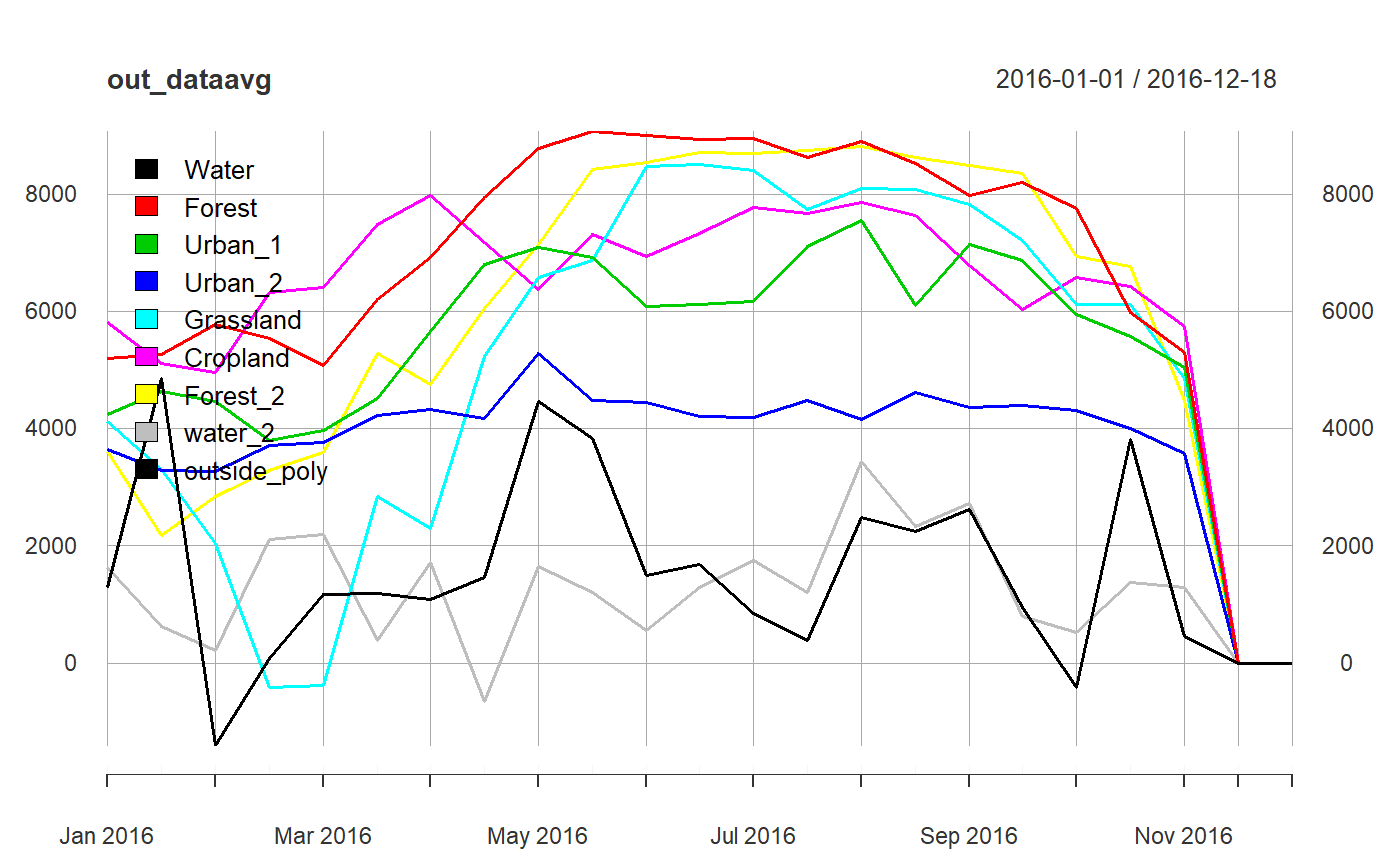 out_dataavg 2016-01-01 / 2016-12-18
Water
8000 8000
Forest
Urban_1
Urban_2
6000 6000
Grassland
Cropland
Forest_2
4000 4000
water_2
outside_poly
2000 2000
0 0
Jan 2016 Mar 2016 May 2016 Jul 2016 Sep 2016 Nov 2016